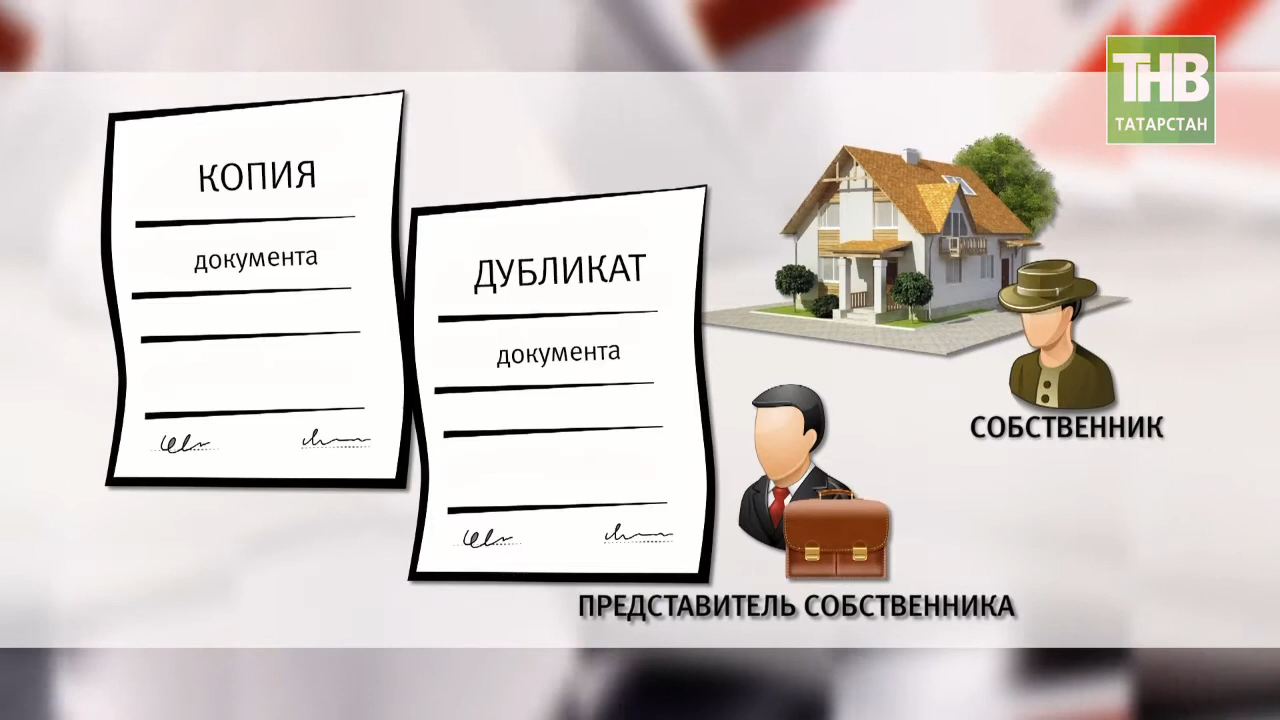 ТНВ
ТАТАРСТАН
КОПИЯ
документа
ДУБЛИКАТ
документа
СОБСТВЕННИК
ПРЕДСТАВИТЕЛЬ СОБСТВЕННИКА